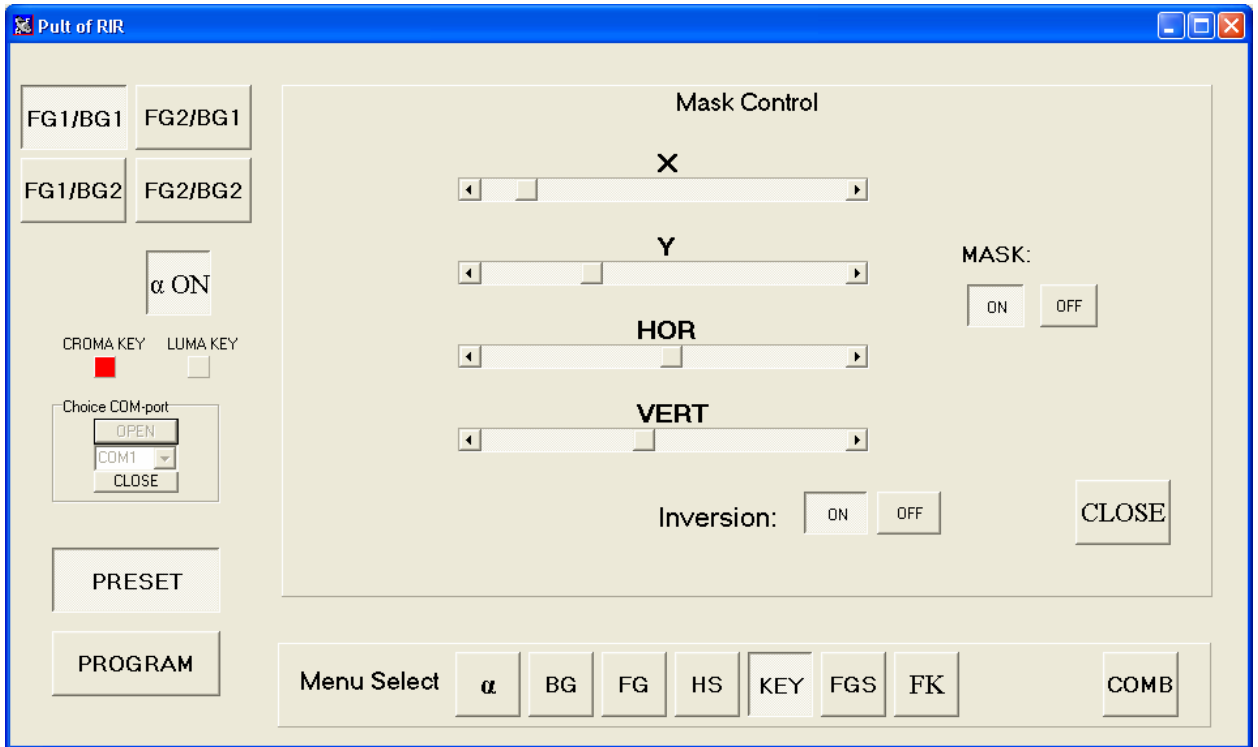 Pult of RIR
FG1/BG1 FG2/BG1
FG1/BG2 FG2/BG2
α ON
CROMA KEY LUMA KEY
Choice COM-port
OPEN
COM1
CLOSE
PRESET
PROGRAM
Mask Control
X
Y
HOR
VERT
MASK:
ON OFF
Inversion: ON OFF
CLOSE
Menu Select α BG FG HS KEY FGS FK COMB